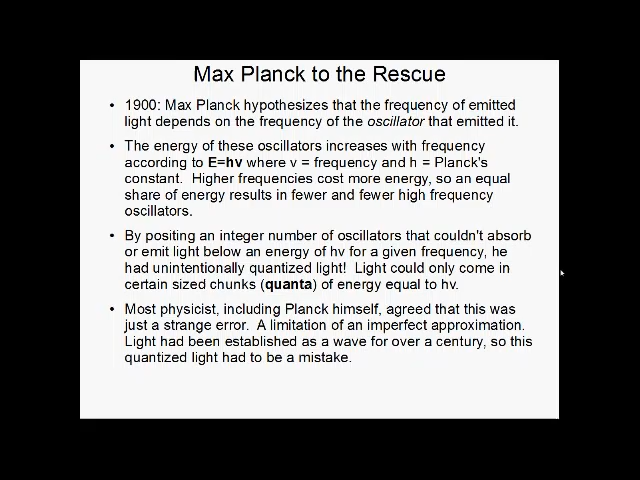 Max Planck to the Rescue
• 1900: Max Planck hypothesizes that the frequency of emitted
light depends on the frequency of the oscillator that emitted it.
• The energy of these oscillators increases with frequency
according to E=hv where v = frequency and h = Planck's
constant. Higher frequencies cost more energy, so an equal
share of energy results in fewer and fewer high frequency
oscillators.
• By positing an integer number of oscillators that couldn't absorb
or emit light below an energy of hv for a given frequency, he
had unintentionally quantized light! Light could only come in
certain sized chunks (quanta) of energy equal to hv.
• Most physicist, including Planck himself, agreed that this was
just a strange error. A limitation of an imperfect approximation.
Light had been established as a wave for over a century, so this
quantized light had to be a mistake.